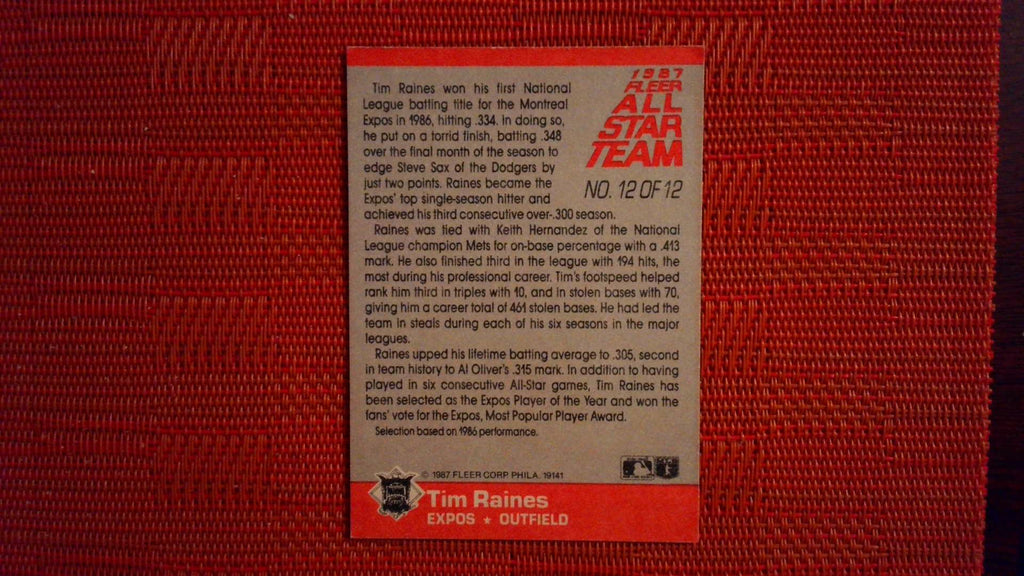 1987
FLEER
ALL
STAR
TEAM
NO. 12 OF 12
Tim Raines won his first National
League batting title for the Montreal
Expos in 1986, hitting .334. In doing so,
he put on a torrid finish, batting .348
over the final month of the season to
edge Steve Sax of the Dodgers by
just two points. Raines became the
Expos' top single-season hitter and
achieved his third consecutive over-.300 season.
Raines was tied with Keith Hernandez of the National
League champion Mets for on-base percentage with a .413
mark. He also finished third in the league with 194 hits, the
most during his professional career. Tim's footspeed helped
rank him third in triples with 10, and in stolen bases with 70,
giving him a career total of 461 stolen bases. He had led the
team in steals during each of his six seasons in the major
leagues.
Raines upped his lifetime batting average to .305, second
in team history to Al Oliver's .315 mark. In addition to having
played in six consecutive All-Star games, Tim Raines has
been selected as the Expos Player of the Year and won the
fans' vote for the Expos, Most Popular Player Award.
Selection based on 1986 performance.
© 1987 FLEER CORP. PHILA. 19141
Tim Raines
EXPOS ★ OUTFIELD